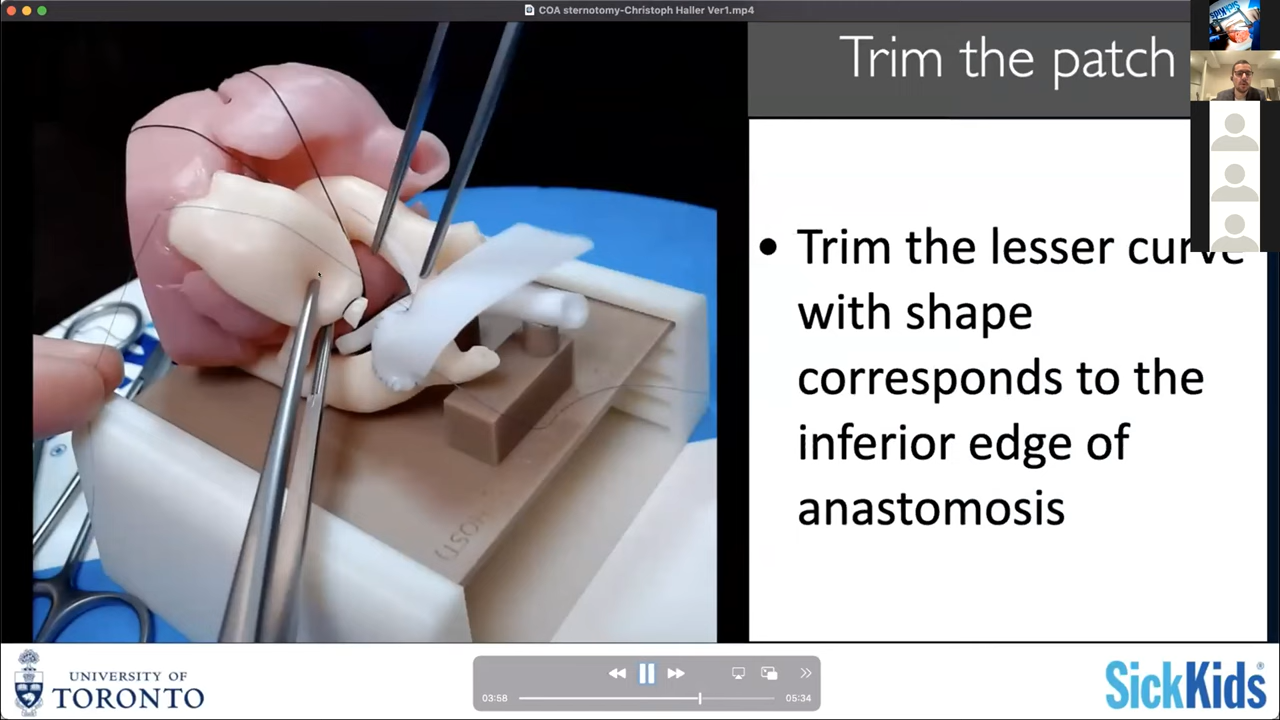 COA sternotomy-Christoph Haller Ver1.mp4
Trim the patch
• Trim the lesser curve
with shape
corresponds to the
inferior edge of
anastomosis
UNIVERSITY OF
TORONTO
03:58
05:34
SickKids